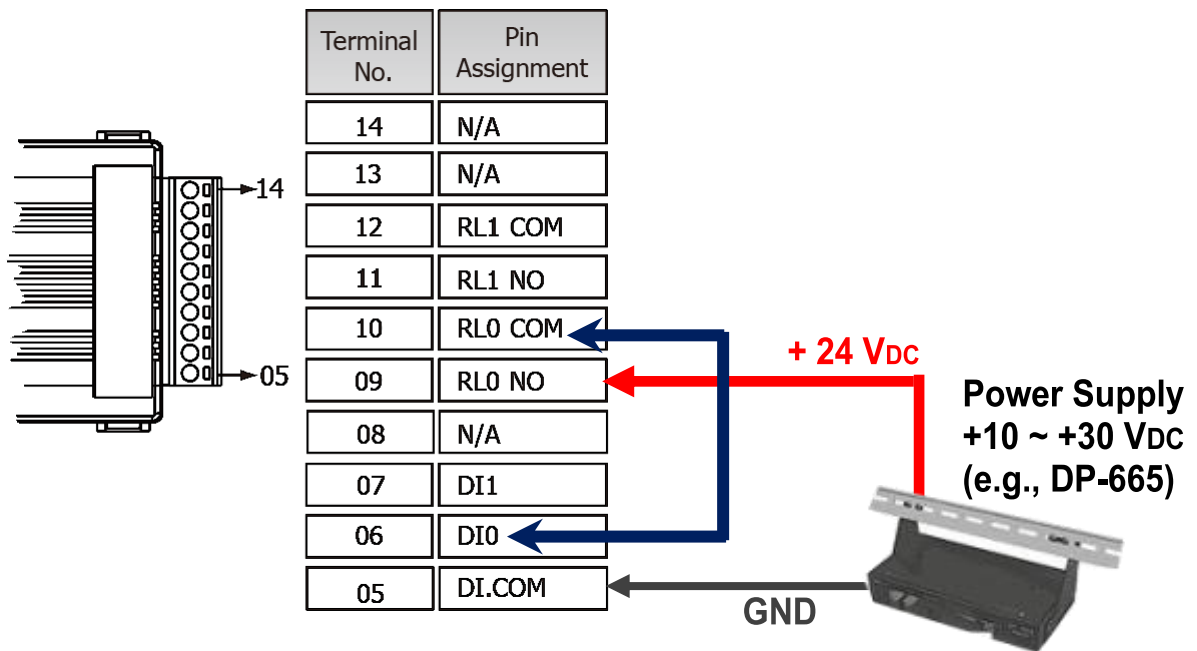 Terminal
No.
Pin
Assignment
14 N/A
13 N/A
12 RL1 COM
11 RL1 NO
10 RL0 COM
09 RL0 NO
08 N/A
07 DI1
06 DI0
05 DI.COM
14
05
+ 24 VDC
Power Supply
+10 ~ +30 VDC
(e.g., DP-665)
GND